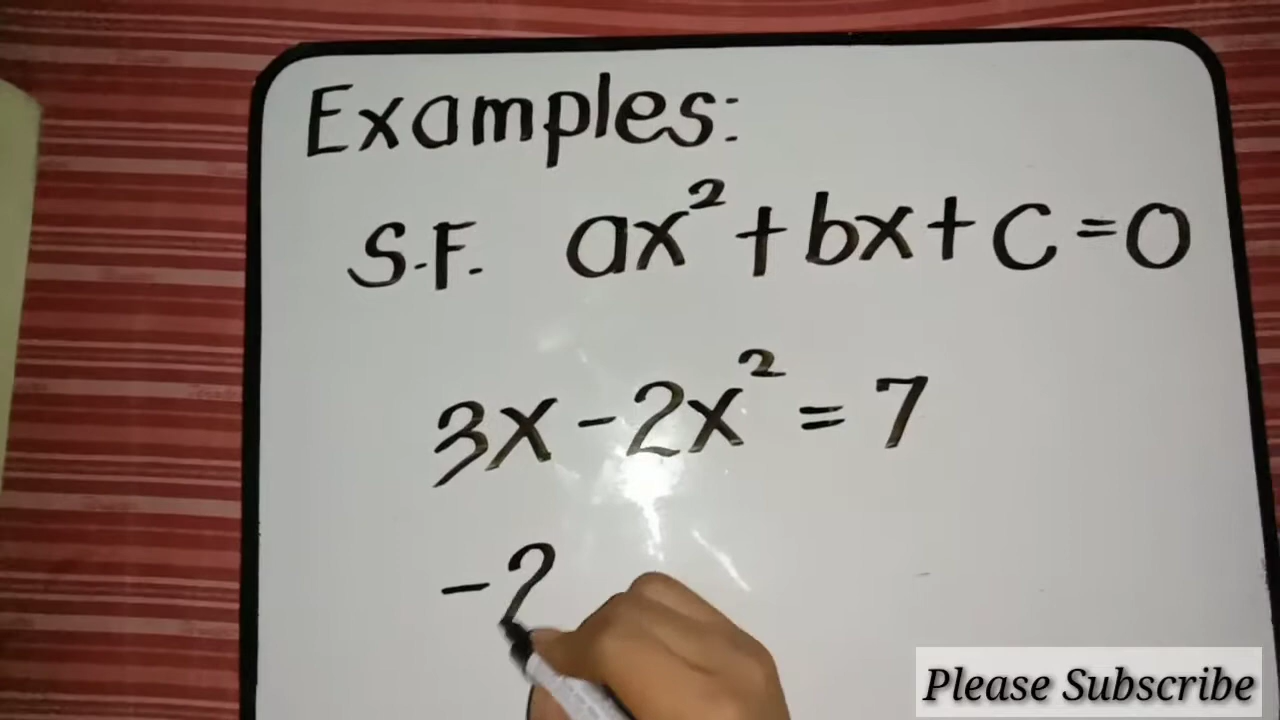 Examples:
S.F. ax² + bx + c = 0
3x - 2x² = 7
-2
Please Subscribe